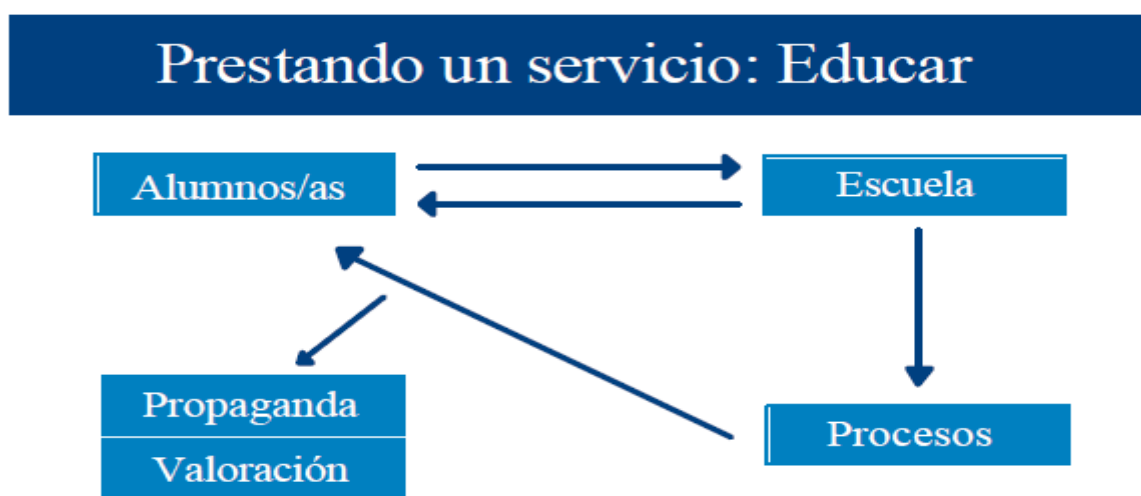 Prestando un servicio: Educar
Alumnos/as
Escuela
Propaganda
Valoración
Procesos